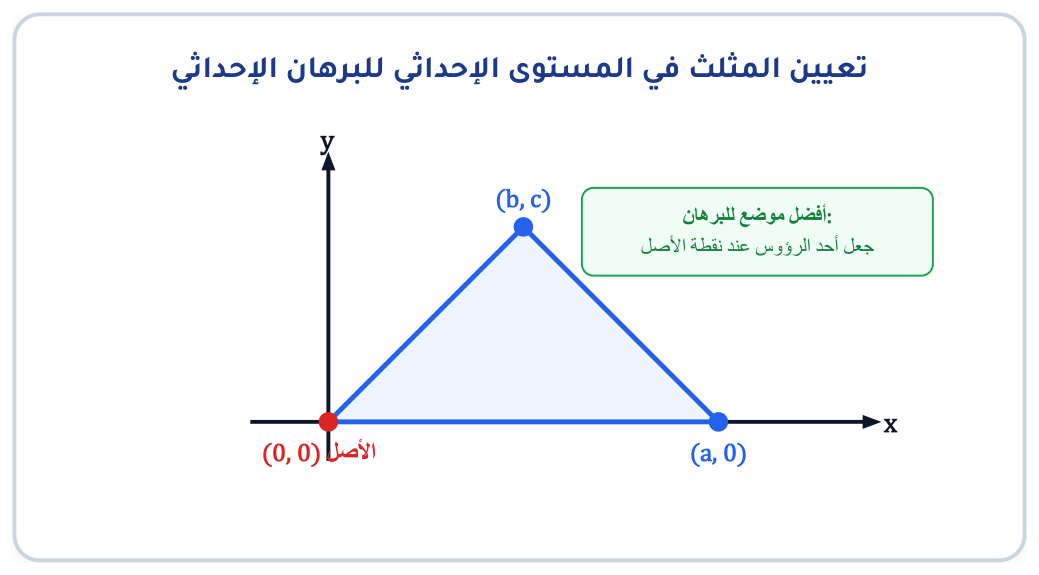 تعيين المثلث في المستوى الإحداثي للبرهان الإحداثي
y
(b, c)
أفضل موضع للبرهان:
جعل أحد الرؤوس عند نقطة الأصل
x
(0, 0) الأصل
(a, 0)